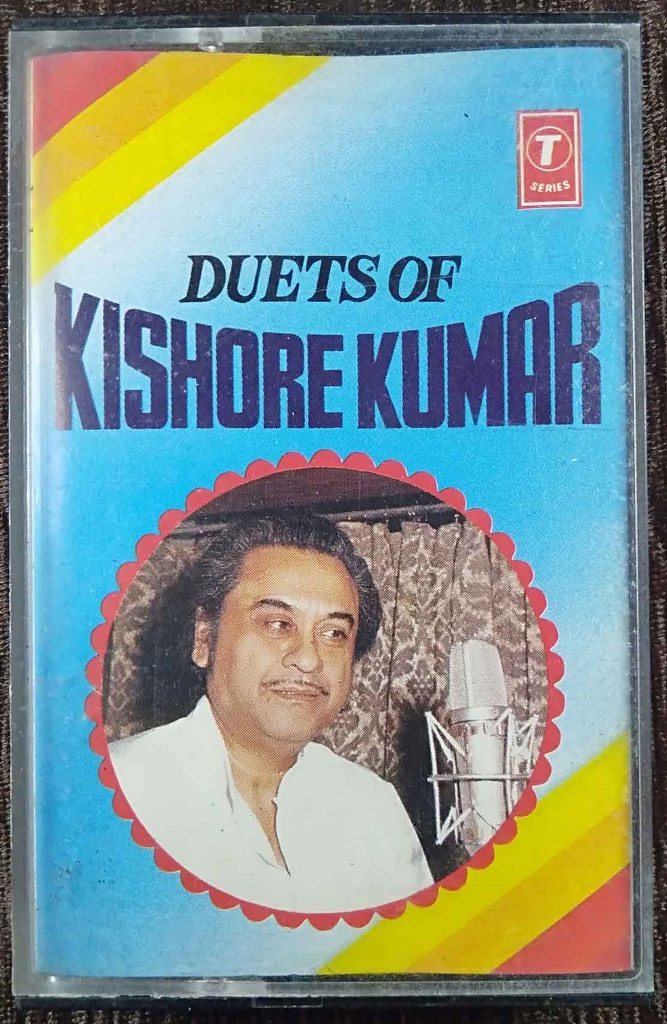 T
SERIES
DUETS OF
KISHORE KUMAR